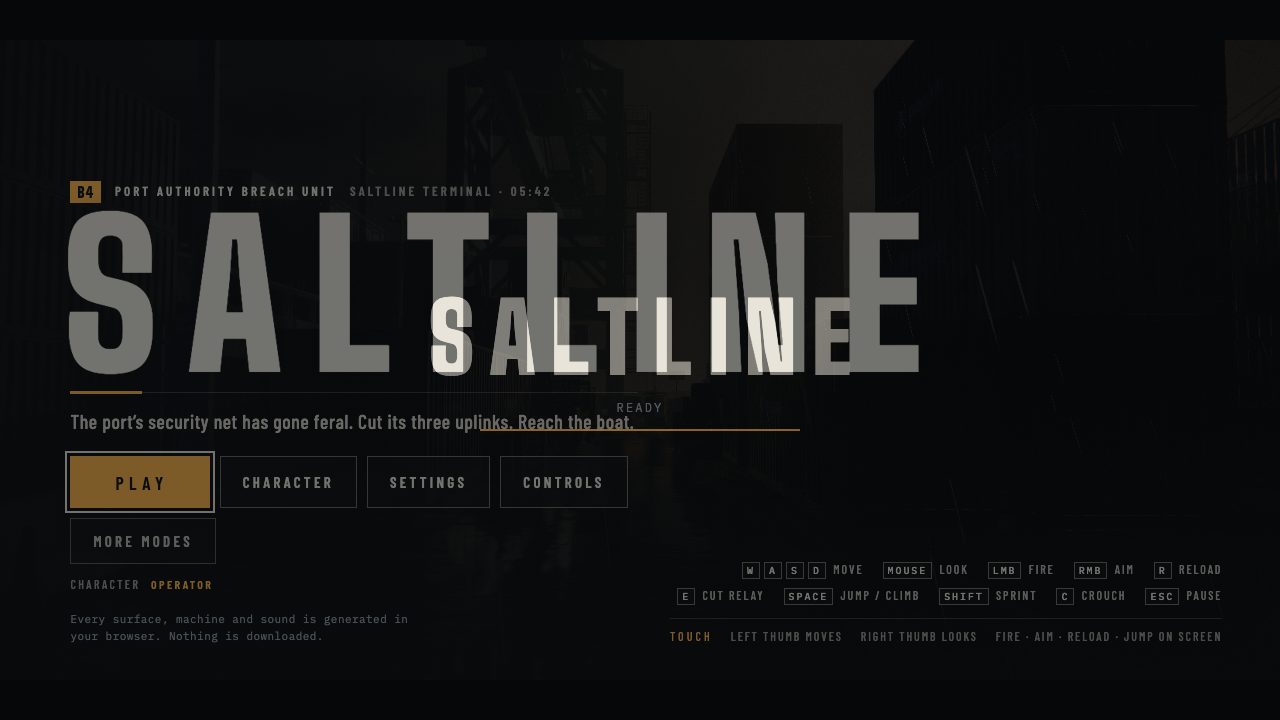 B4 PORT AUTHORITY BREACH UNIT SALTLINE TERMINAL · 05:42
SALTLINE
SALTLINE
READY
The port’s security net has gone feral. Cut its three uplinks. Reach the boat.
PLAY CHARACTER SETTINGS CONTROLS
MORE MODES
CHARACTER OPERATOR
Every surface, machine and sound is generated in
your browser. Nothing is downloaded.
W A S D MOVE MOUSE LOOK LMB FIRE RMB AIM R RELOAD
E CUT RELAY SPACE JUMP / CLIMB SHIFT SPRINT C CROUCH ESC PAUSE
TOUCH LEFT THUMB MOVES RIGHT THUMB LOOKS FIRE · AIM · RELOAD · JUMP ON SCREEN